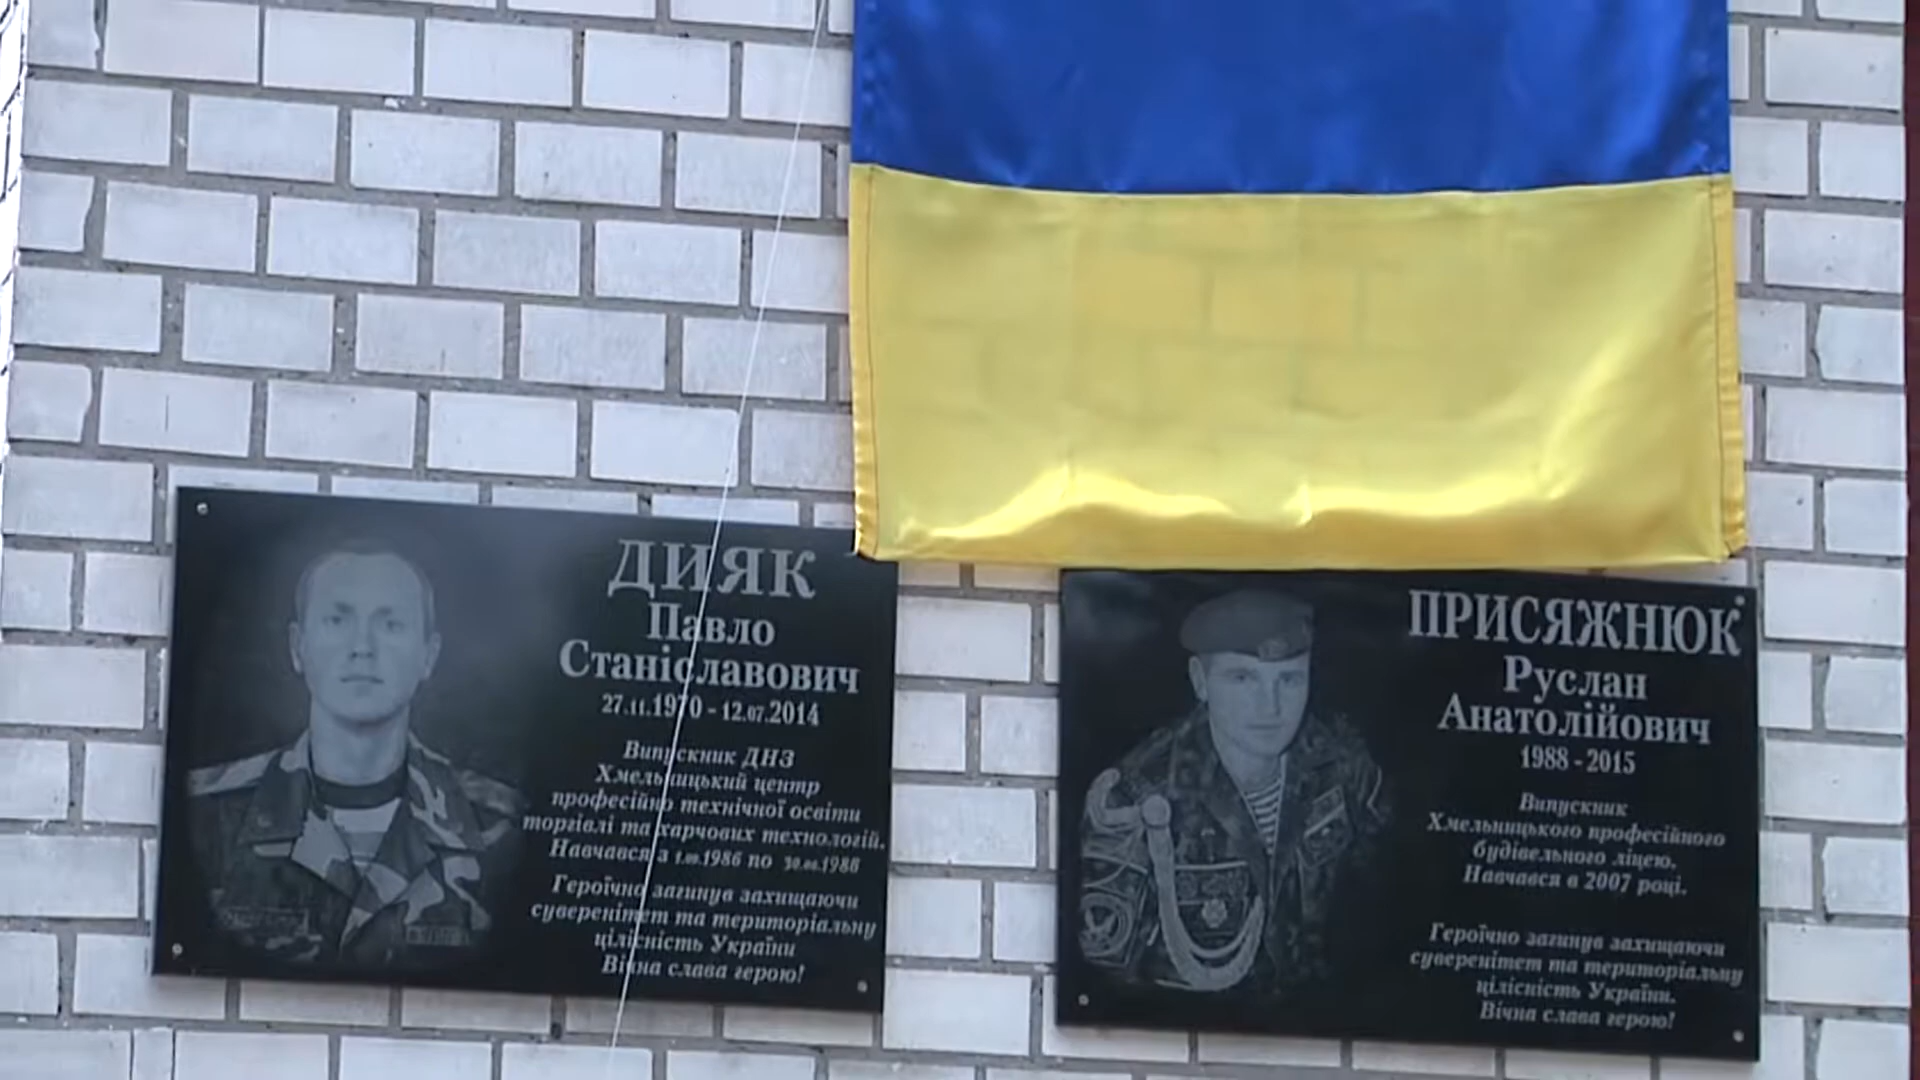 ДИЯК
Павло
Станіславович
27.11.1970 - 12.07.2014
Випускник ДНЗ
Хмельницький центр
професійно технічної освіти
торгівлі та харчових технологій.
Навчався з 1.09.1986 по 30.06.1988
Героїчно загинув захищаючи
суверенітет та територіальну
цілісність України
Вічна слава герою!
ПРИСЯЖНЮК
Руслан
Анатолійович
1988 - 2015
Випускник
Хмельницького професійного
будівельного ліцею.
Навчався в 2007 році.
Героїчно загинув захищаючи
суверенітет та територіальну
цілісність України.
Вічна слава герою!